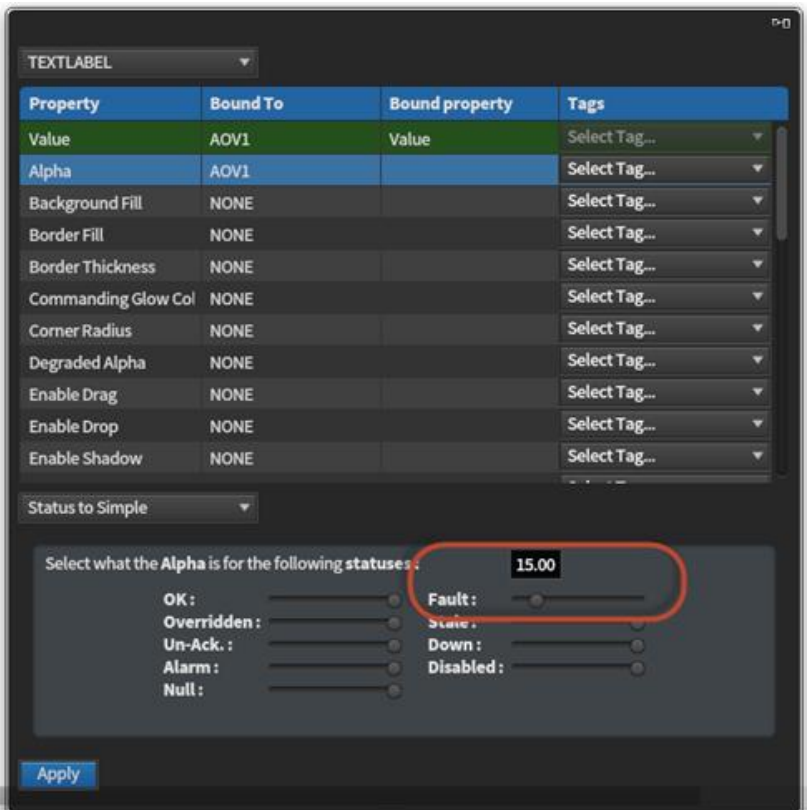 TEXTLABEL
Property Bound To Bound property Tags
Value AOV1 Value Select Tag...
Alpha AOV1 Select Tag...
Background Fill NONE Select Tag...
Border Fill NONE Select Tag...
Border Thickness NONE Select Tag...
Commanding Glow Col NONE Select Tag...
Corner Radius NONE Select Tag...
Degraded Alpha NONE Select Tag...
Enable Drag NONE Select Tag...
Enable Drop NONE Select Tag...
Enable Shadow NONE Select Tag...
Status to Simple
Select what the Alpha is for the following statuses : 15.00
OK : Fault :
Overridden : Stale :
Un-Ack. : Down :
Alarm : Disabled :
Null :
Apply